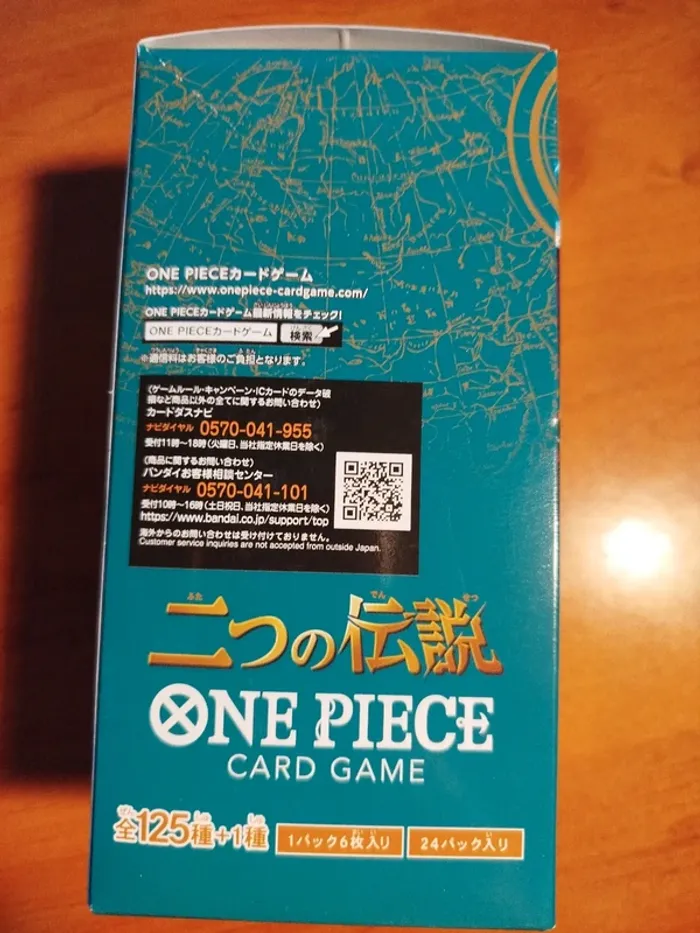 ONE PIECEカードゲーム
https://www.onepiece-cardgame.com/
ONE PIECEカードゲーム最新情報をチェック!
ONE PIECEカードゲーム 検索
※通信料はお客様のご負担となります。
〈ゲームルール・キャンペーン・ICカードのデータ破
損など商品以外の全てに関するお問い合わせ〉
カードダスナビ
ナビダイヤル 0570-041-955
受付11時〜18時(火曜日、当社指定休業日を除く)
〈商品に関するお問い合わせ〉
バンダイお客様相談センター
ナビダイヤル 0570-041-101
受付10時〜16時(土日祝日、当社指定休業日を除く)
https://www.bandai.co.jp/support/top
海外からのお問い合わせは受け付けておりません。
Customer service inquiries are not accepted from outside Japan.
二つの伝説
ONE PIECE
CARD GAME
全125種+1種 1パック6枚入り 24パック入り